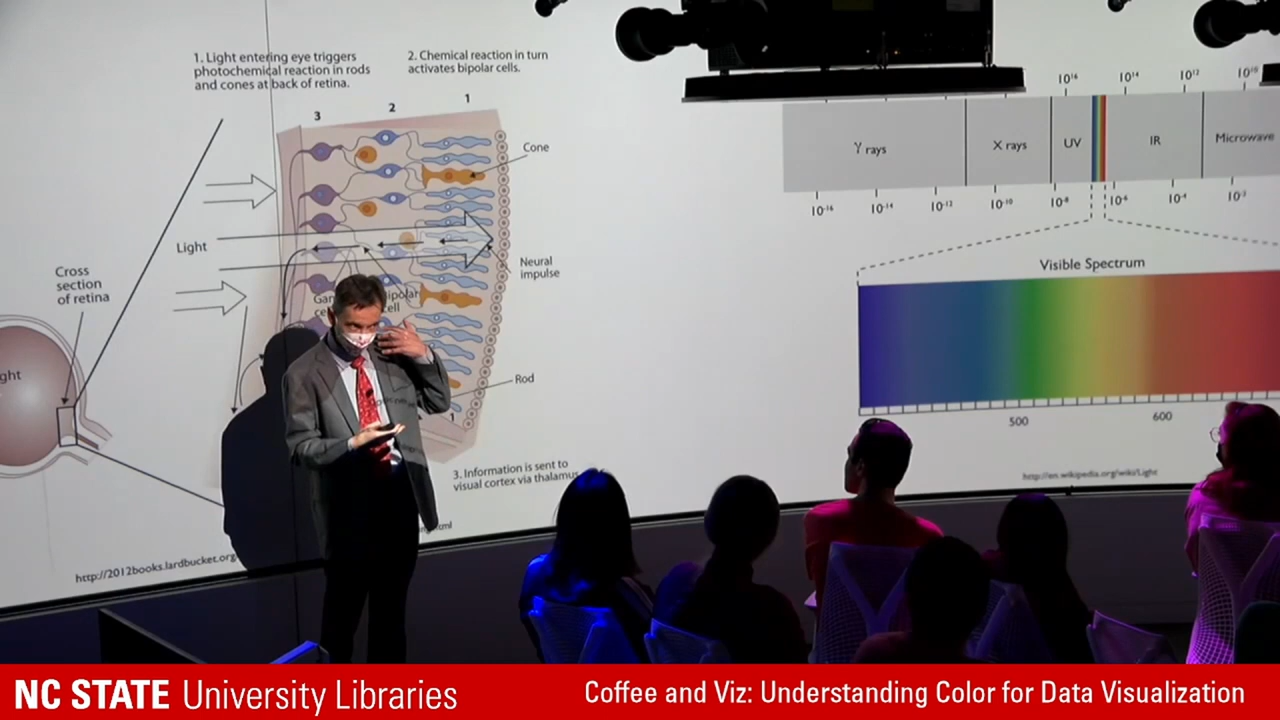 1. Light entering eye triggers
photochemical reaction in rods
and cones at back of retina.
2. Chemical reaction in turn
activates bipolar cells.
3
2
1
Cone
Light
Neural
impulse
Cross
section
of retina
ght
Rod
1
3. Information is sent to
visual cortex via thalamus
http://2012books.lardbucket.org
html
10¹⁶
10¹⁴
10¹²
10¹⁰
γ rays
X rays
UV
IR
Microwave
10⁻¹⁶
10⁻¹⁴
10⁻¹²
10⁻¹⁰
10⁻⁸
10⁻⁶
10⁻⁴
10⁻³
Visible Spectrum
500
600
http://en.wikipedia.org/wiki/Light
NC STATE University Libraries
Coffee and Viz: Understanding Color for Data Visualization